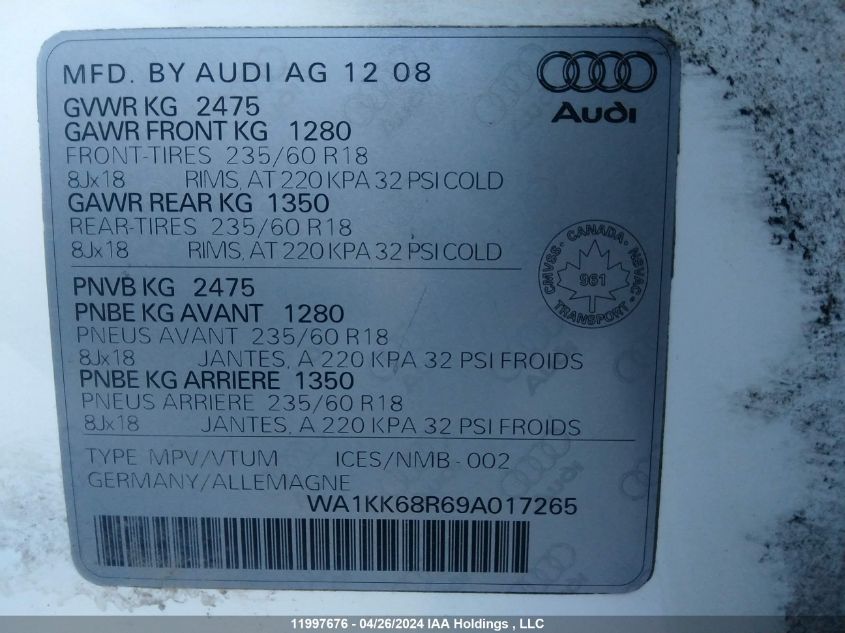 MFD. BY AUDI AG 12 08
Audi
GVWR KG 2475
GAWR FRONT KG 1280
FRONT-TIRES 235/60 R18
8Jx18 RIMS, AT 220 KPA 32 PSI COLD
GAWR REAR KG 1350
REAR-TIRES 235/60 R18
8Jx18 RIMS, AT 220 KPA 32 PSI COLD
CMVSS - CANADA - NSVAC
961
TRANSPORT
PNVB KG 2475
PNBE KG AVANT 1280
PNEUS AVANT 235/60 R18
8Jx18 JANTES, A 220 KPA 32 PSI FROIDS
PNBE KG ARRIERE 1350
PNEUS ARRIERE 235/60 R18
8Jx18 JANTES, A 220 KPA 32 PSI FROIDS
TYPE MPV/VTUM ICES/NMB-002
GERMANY/ALLEMAGNE
WA1KK68R69A017265
11997676 - 04/26/2024 IAA Holdings , LLC